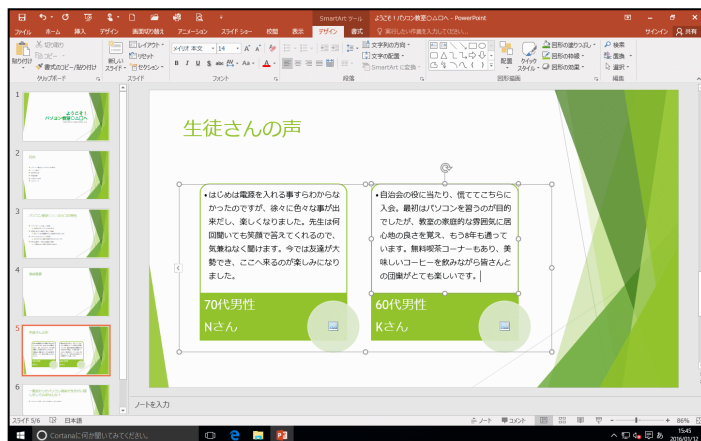 SmartArt ツール
ようこそ！パソコン教室○△□へ - PowerPoint
ファイル ホーム 挿入 デザイン 画面切り替え アニメーション スライド ショー 校閲 表示 デザイン 書式 実行したい作業を入力してください... サインイン 共有
貼り付け
切り取り
コピー
書式のコピー/貼り付け
クリップボード
新しい
スライド
レイアウト
リセット
セクション
スライド
メイリオ 本文 14
フォント
文字列の方向
文字の配置
SmartArt に変換
段落
配置
クイック
スタイル
図形の塗りつぶし
図形の枠線
図形の効果
図形描画
検索
置換
選択
編集
1
ようこそ！
パソコン教室○△□へ
2
3
4
5
6
生徒さんの声
•はじめは電源を入れる事すらわからな
かったのですが、徐々に色々な事が出
来だし、楽しくなりました。先生は何
回聞いても笑顔で答えてくれるので、
気兼ねなく聞けます。今では友達が大
勢でき、ここへ来るのが楽しみになり
ました。
70代男性
Nさん
•自治会の役に当たり、慌ててこちらに
入会。最初はパソコンを習うのが目的
でしたが、教室の家庭的な雰囲気に居
心地の良さを覚え、もう8年も通って
います。無料喫茶コーナーもあり、美
味しいコーヒーを飲みながら皆さんと
の団欒がとても楽しいです。
60代男性
Kさん
ノートを入力
スライド 5/6 日本語
ノート コメント 86%
Cortanaに何か聞いてみてください。
あ 15:45
2016/01/12